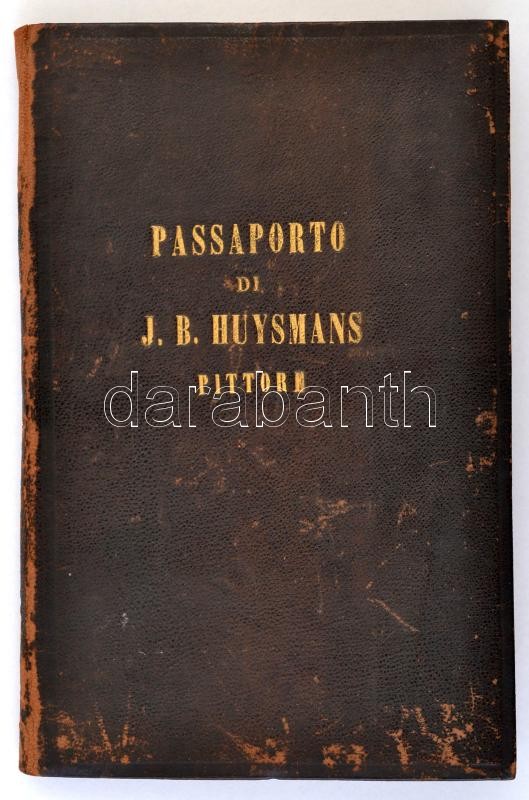 PASSAPORTO
DI
J. B. HUYSMANS
PITTORE
darabanth